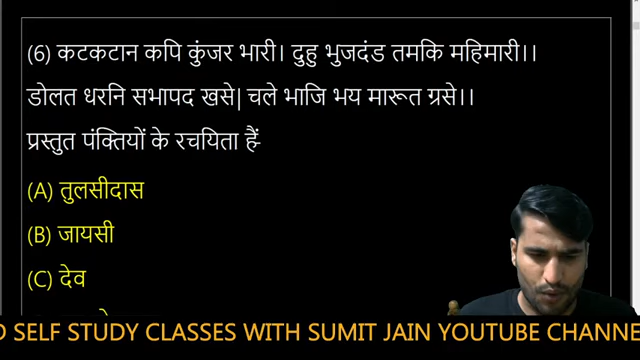 (6) कटकटान कपि कुंजर भारी। दुहु भुजदंड तमकि महिमारी।।
डोलत धरनि सभापद खसे| चले भाजि भय मारूत ग्रसे।।
प्रस्तुत पंक्तियों के रचयिता हैं-
(A) तुलसीदास
(B) जायसी
(C) देव
D SELF STUDY CLASSES WITH SUMIT JAIN YOUTUBE CHANNE